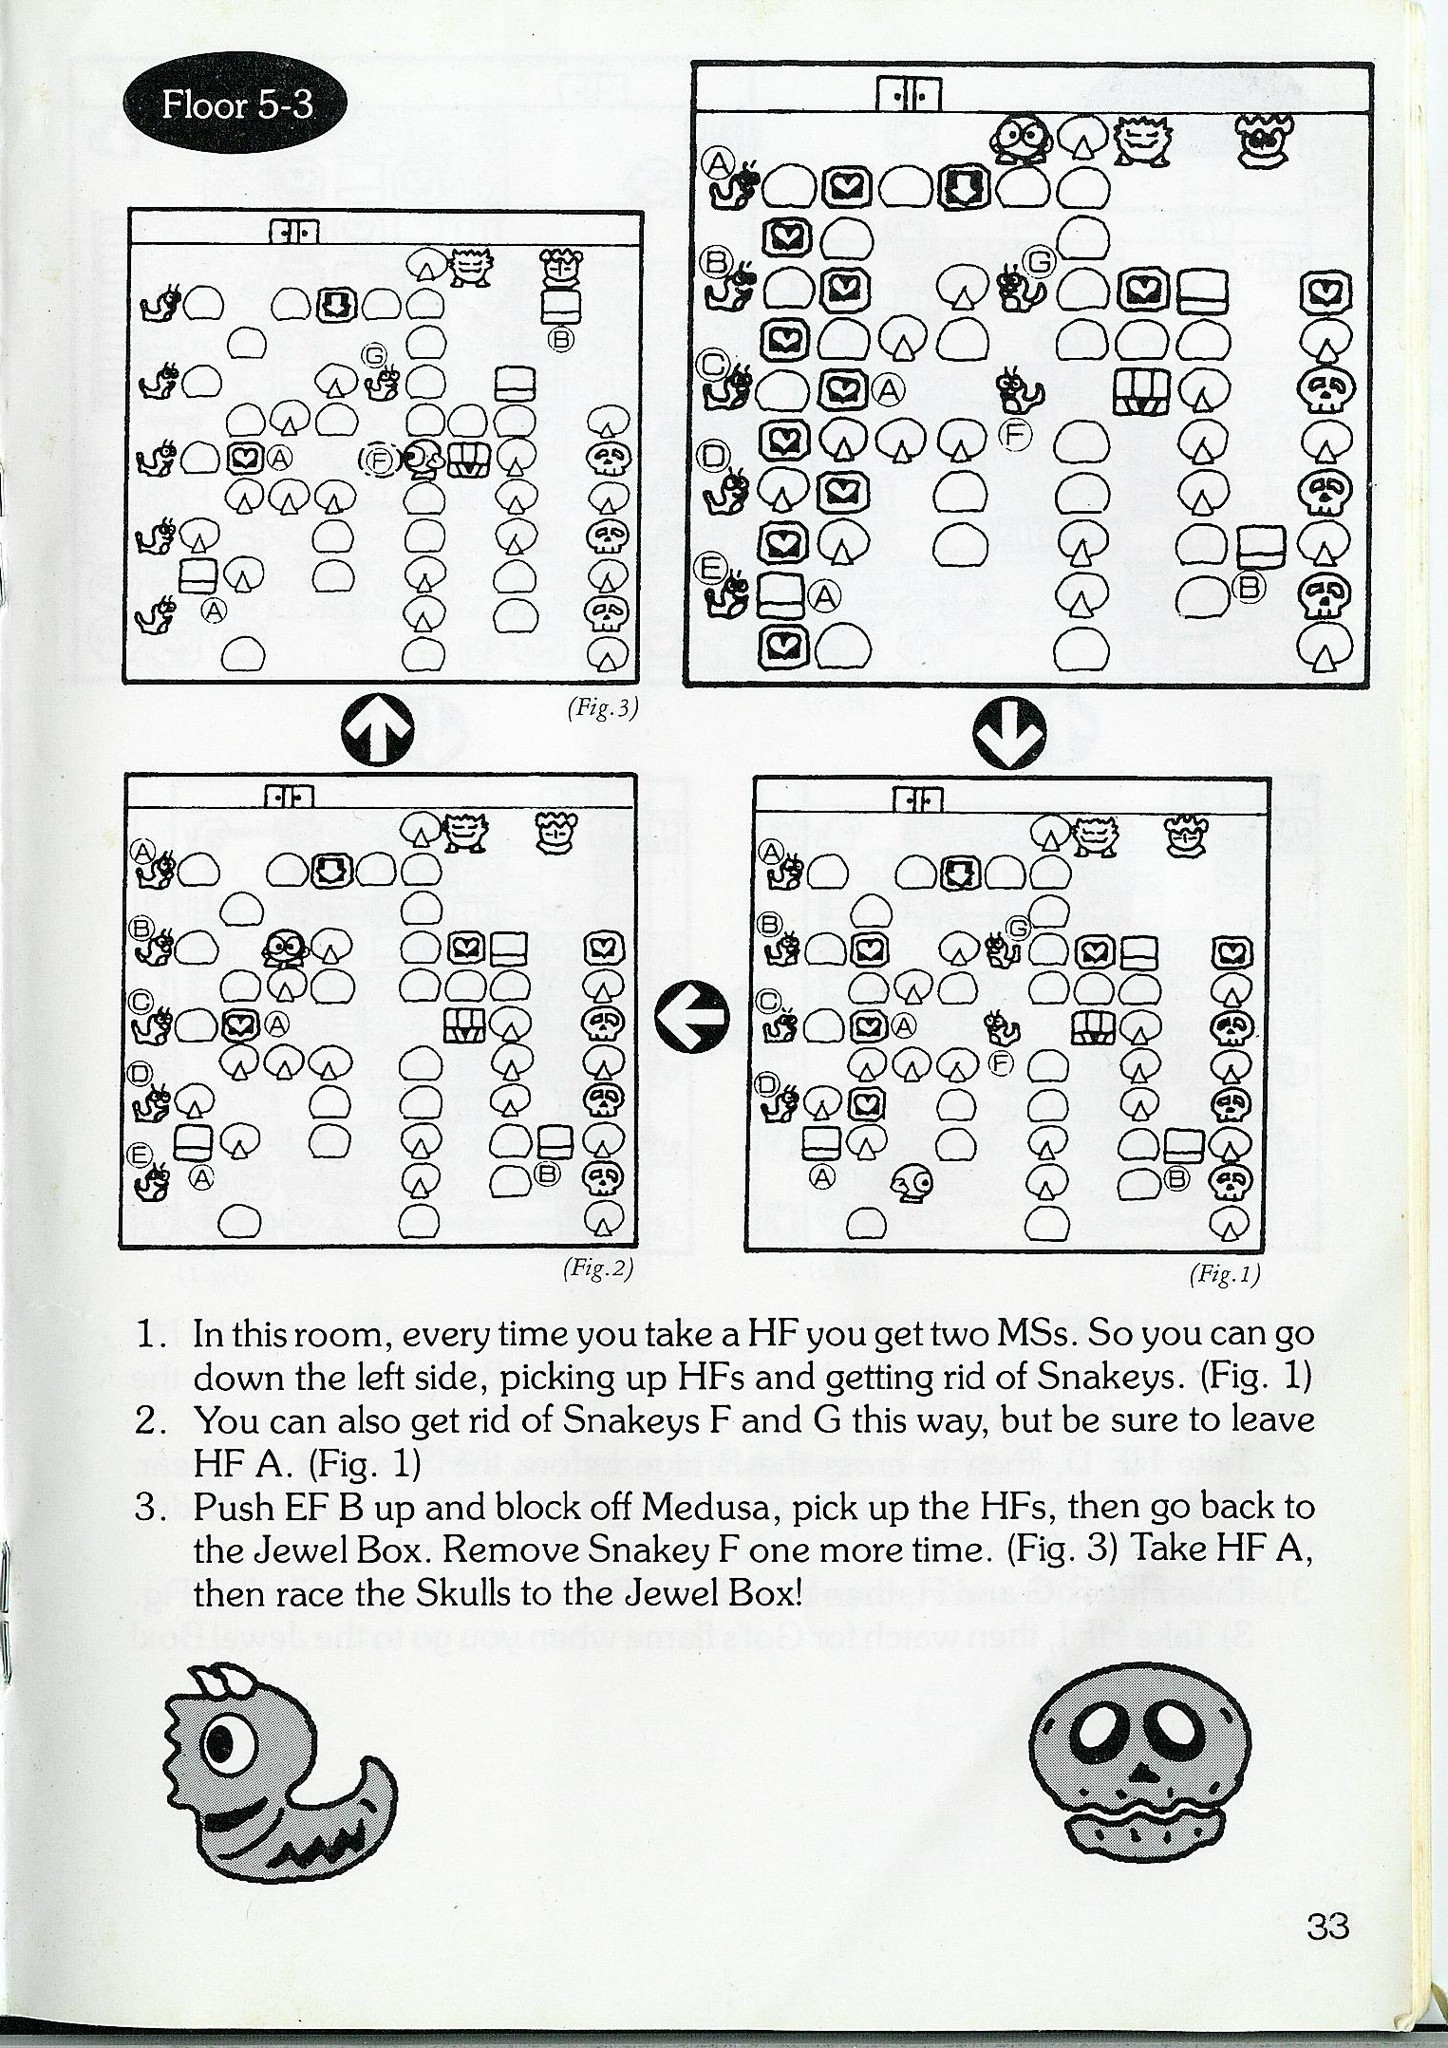 Floor 5-3
A
B
G
C
A
D
F
E
A
B
G
B
A
F
A
(Fig.3)
A
B
C
A
D
E
A
B
(Fig.2)
A
B
G
C
A
D
F
A
B
(Fig.1)
1. In this room, every time you take a HF you get two MSs. So you can go
down the left side, picking up HFs and getting rid of Snakeys. (Fig. 1)
2. You can also get rid of Snakeys F and G this way, but be sure to leave
HF A. (Fig. 1)
3. Push EF B up and block off Medusa, pick up the HFs, then go back to
the Jewel Box. Remove Snakey F one more time. (Fig. 3) Take HF A,
then race the Skulls to the Jewel Box!
33